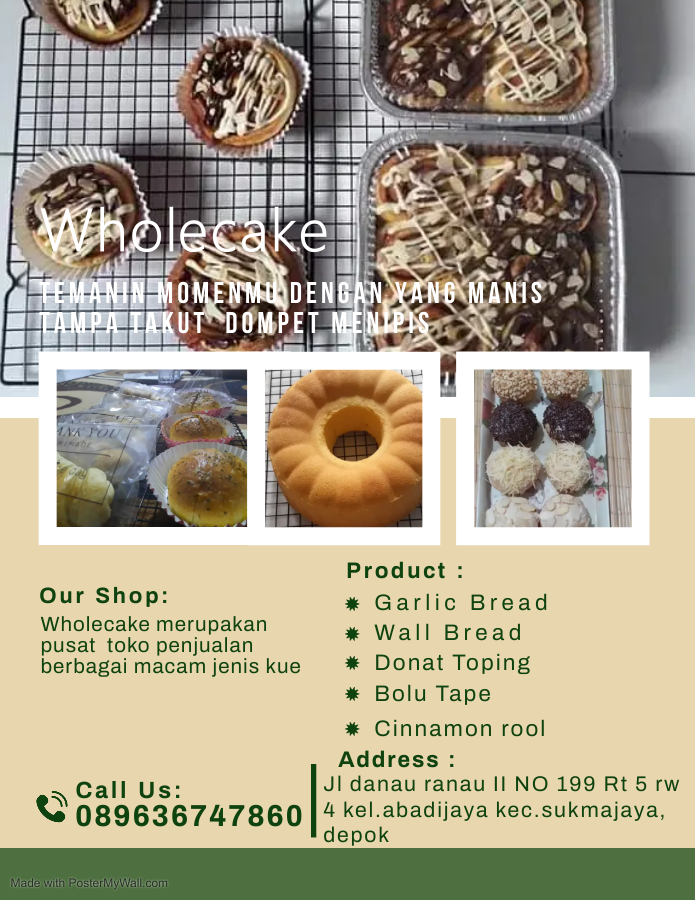 Wholecake
TEMANIN MOMENMU DENGAN YANG MANIS
TAMPA TAKUT DOMPET MENIPIS
ANK YOU
Our Shop:
Wholecake merupakan
pusat toko penjualan
berbagai macam jenis kue
Product :
Garlic Bread
Wall Bread
Donat Toping
Bolu Tape
Cinnamon rool
Call Us:
089636747860
Address :
Jl danau ranau II NO 199 Rt 5 rw
4 kel.abadijaya kec.sukmajaya,
depok
Made with PosterMyWall.com